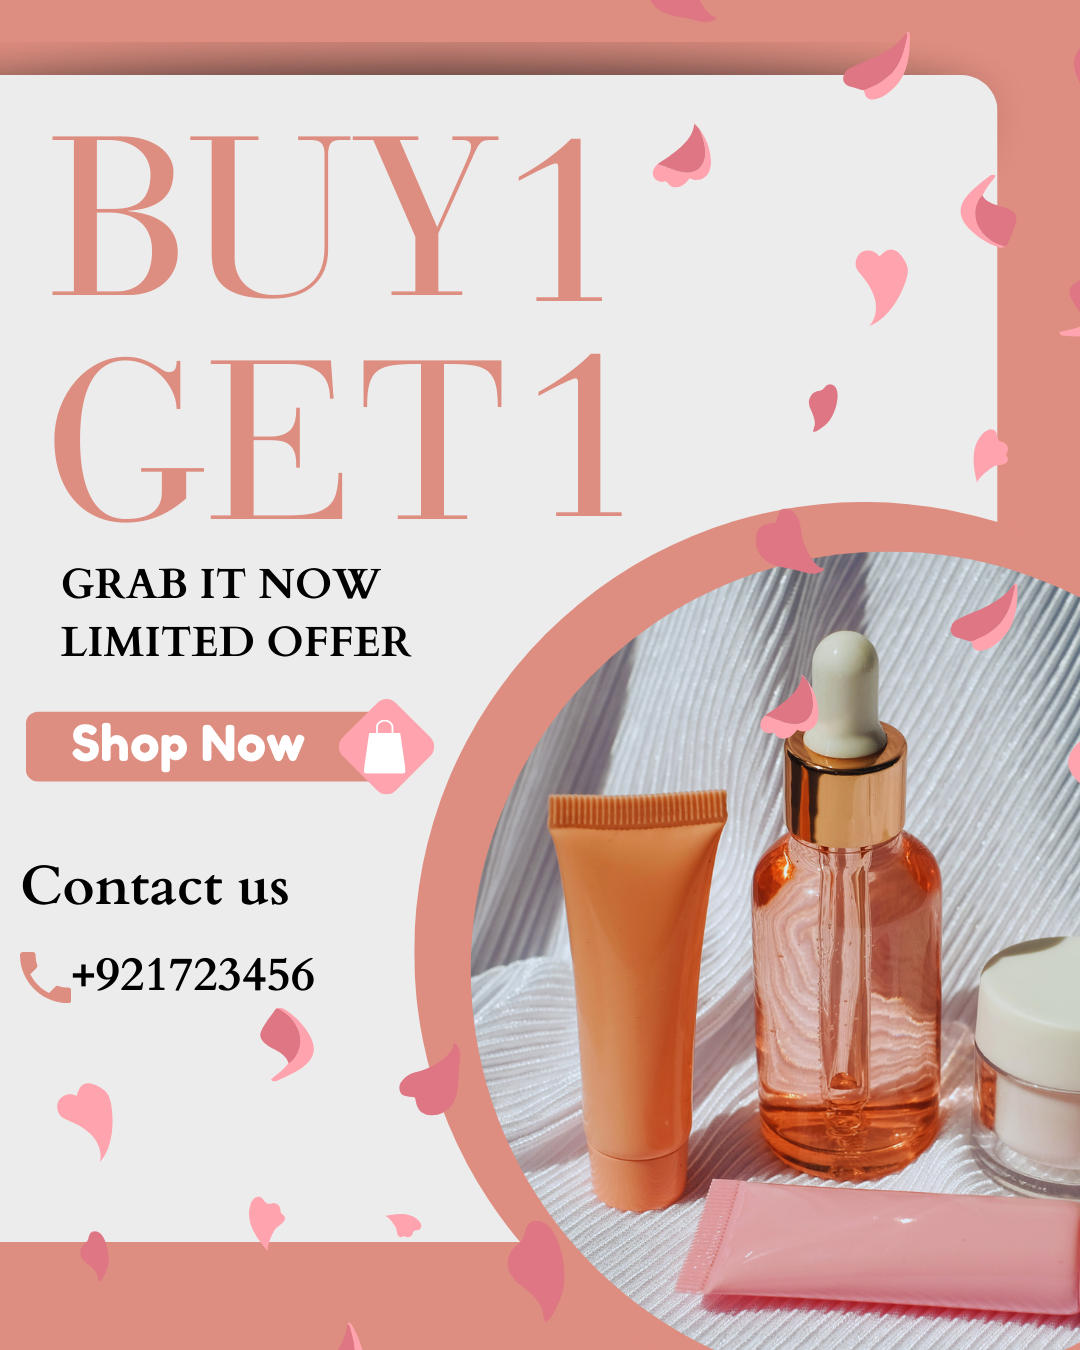 BUY1
GET1
GRAB IT NOW
LIMITED OFFER
Shop Now
Contact us
+921723456